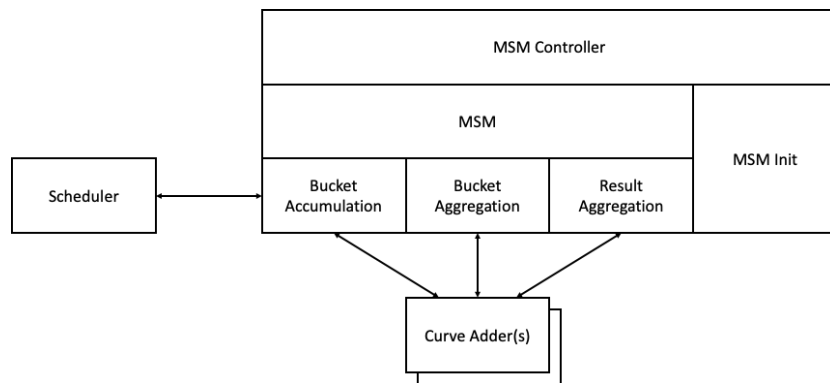 MSM Controller
MSM
MSM Init
Scheduler
Bucket
Accumulation
Bucket
Aggregation
Result
Aggregation
Curve Adder(s)